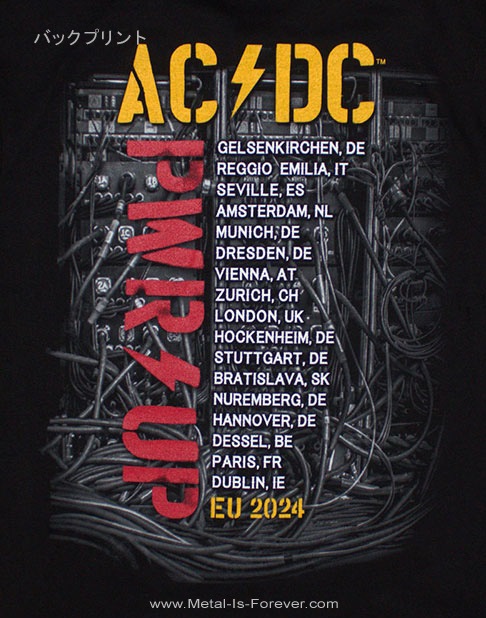 バックプリント
AC⚡DC™
PWR⚡UP
GELSENKIRCHEN, DE
REGGIO EMILIA, IT
SEVILLE, ES
AMSTERDAM, NL
MUNICH, DE
DRESDEN, DE
VIENNA, AT
ZURICH, CH
LONDON, UK
HOCKENHEIM, DE
STUTTGART, DE
BRATISLAVA, SK
NUREMBERG, DE
HANNOVER, DE
DESSEL, BE
PARIS, FR
DUBLIN, IE
EU 2024
www.Metal-Is-Forever.com